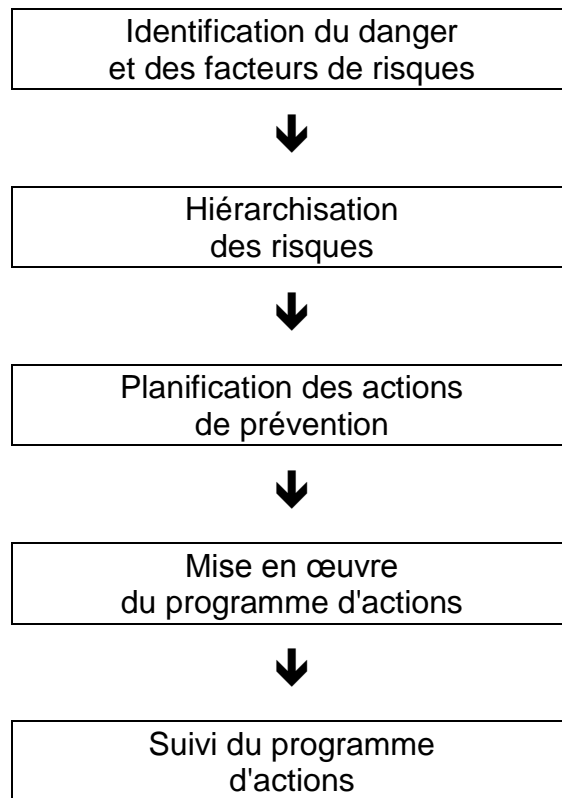 Identification du danger
et des facteurs de risques
Hiérarchisation
des risques
Planification des actions
de prévention
Mise en œuvre
du programme d'actions
Suivi du programme
d'actions